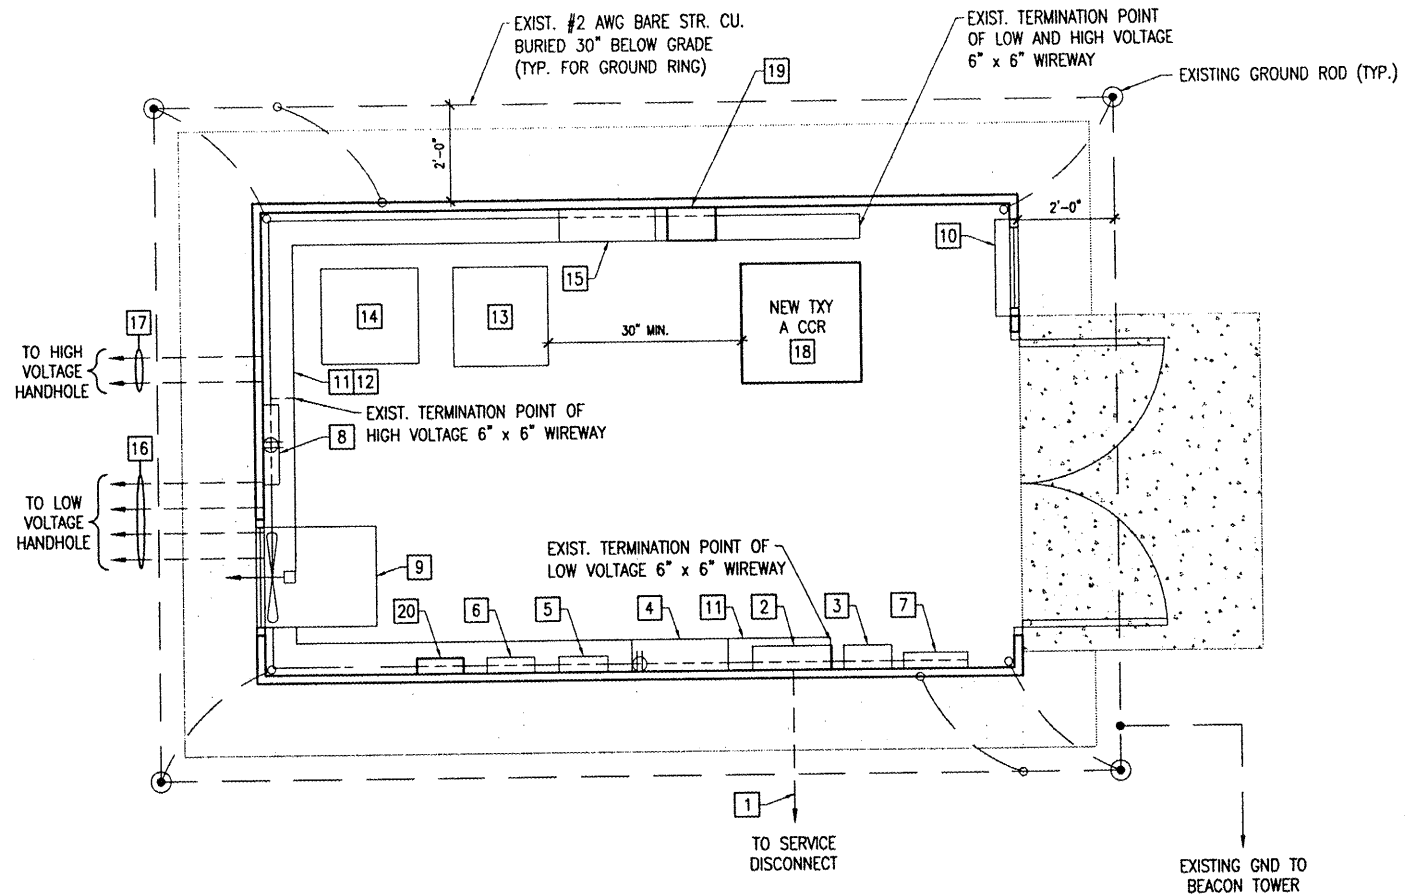 EXIST. #2 AWG BARE STR. CU.
BURIED 30" BELOW GRADE
(TYP. FOR GROUND RING)
EXIST. TERMINATION POINT
OF LOW AND HIGH VOLTAGE
6" x 6" WIREWAY
19
EXISTING GROUND ROD (TYP.)
2'-0"
2'-0"
10
15
14
13
NEW TXY
A CCR
18
30" MIN.
17
TO HIGH
VOLTAGE
HANDHOLE
11 12
EXIST. TERMINATION POINT OF
HIGH VOLTAGE 6" x 6" WIREWAY
8
16
TO LOW
VOLTAGE
HANDHOLE
9
EXIST. TERMINATION POINT OF
LOW VOLTAGE 6" x 6" WIREWAY
20
6
5
4
11
2
3
7
1
TO SERVICE
DISCONNECT
EXISTING GND TO
BEACON TOWER